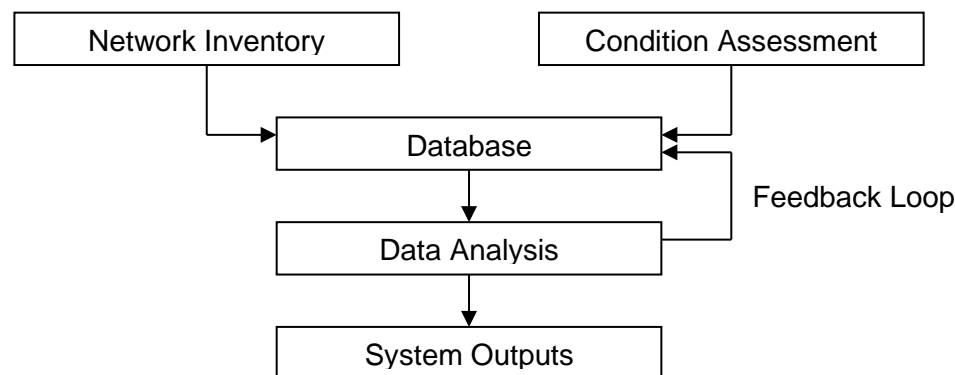 Network Inventory
Condition Assessment
Database
Feedback Loop
Data Analysis
System Outputs